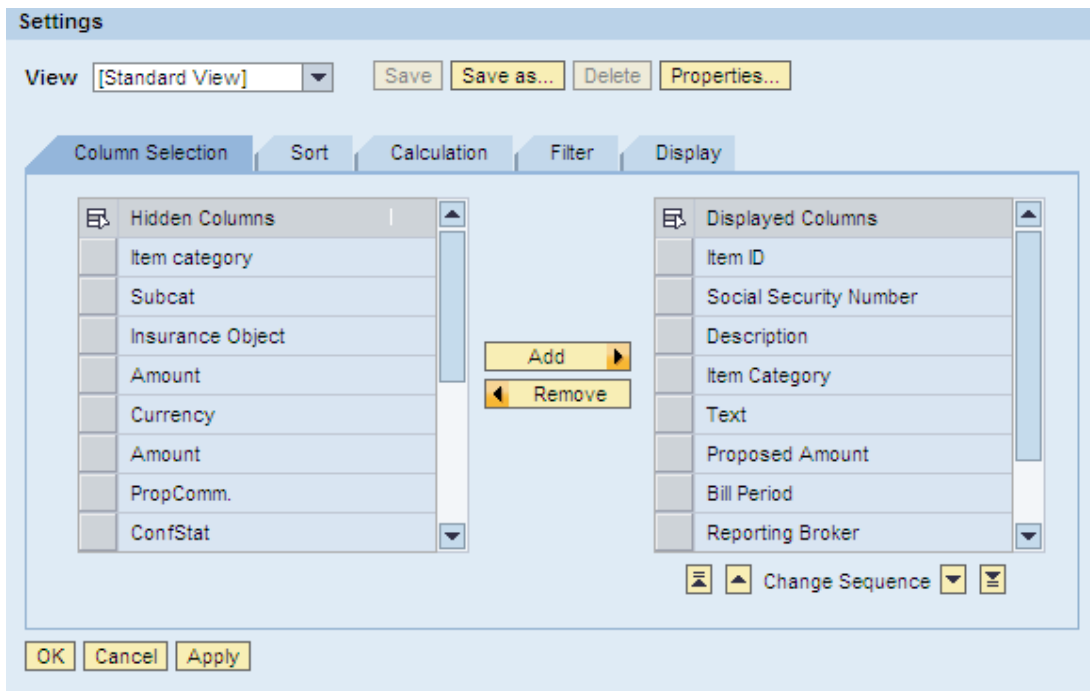 Settings
View [Standard View] Save Save as... Delete Properties...
Column Selection Sort Calculation Filter Display
Hidden Columns
Item category
Subcat
Insurance Object
Amount
Currency
Amount
PropComm.
ConfStat
Add
Remove
Displayed Columns
Item ID
Social Security Number
Description
Item Category
Text
Proposed Amount
Bill Period
Reporting Broker
Change Sequence
OK Cancel Apply